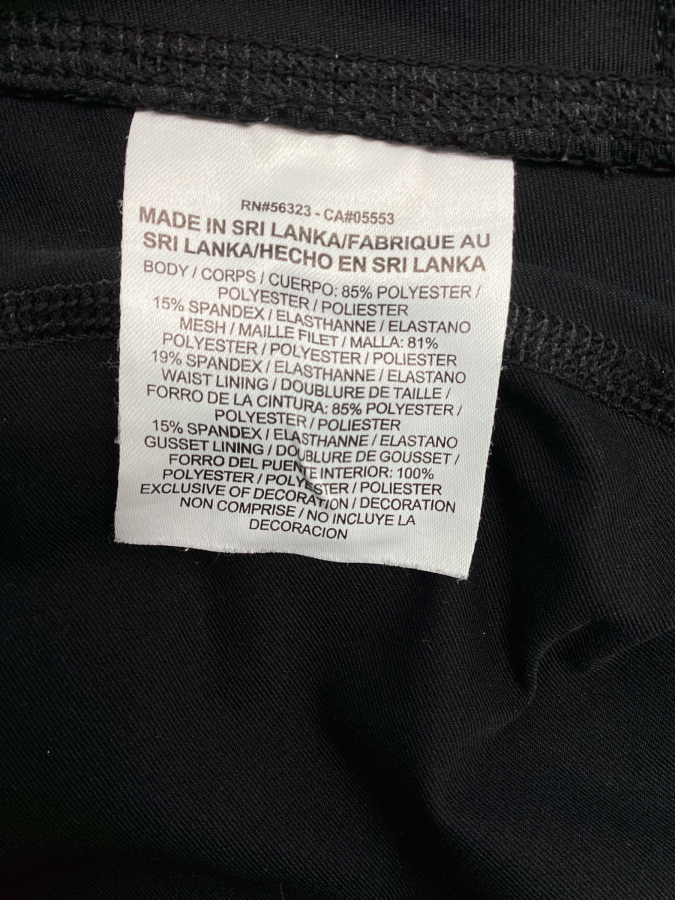 RN#56323 - CA#05553
MADE IN SRI LANKA/FABRIQUE AU
SRI LANKA/HECHO EN SRI LANKA
BODY / CORPS / CUERPO: 85% POLYESTER /
POLYESTER / POLIESTER
15% SPANDEX / ELASTHANNE / ELASTANO
MESH / MAILLE FILET / MALLA: 81%
POLYESTER / POLYESTER / POLIESTER
19% SPANDEX / ELASTHANNE / ELASTANO
WAIST LINING / DOUBLURE DE TAILLE /
FORRO DE LA CINTURA: 85% POLYESTER /
POLYESTER / POLIESTER
15% SPANDEX / ELASTHANNE / ELASTANO
GUSSET LINING / DOUBLURE DE GOUSSET /
FORRO DEL PUENTE INTERIOR: 100%
POLYESTER / POLYESTER / POLIESTER
EXCLUSIVE OF DECORATION / DECORATION
NON COMPRISE / NO INCLUYE LA
DECORACION